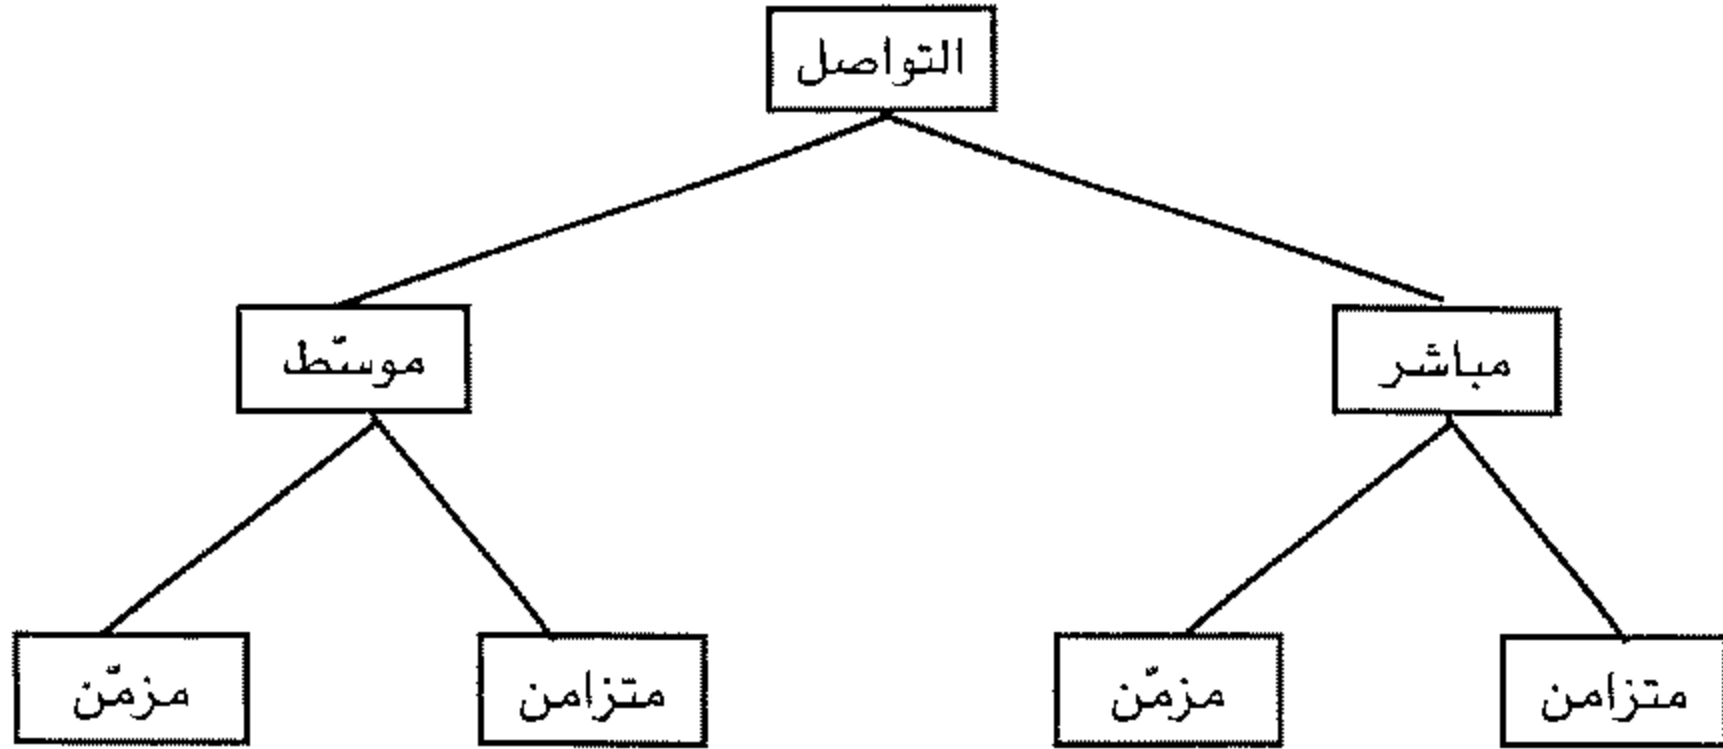 التواصل
مباشر
موسّط
متزامن
مزمّن
متزامن
مزمّن